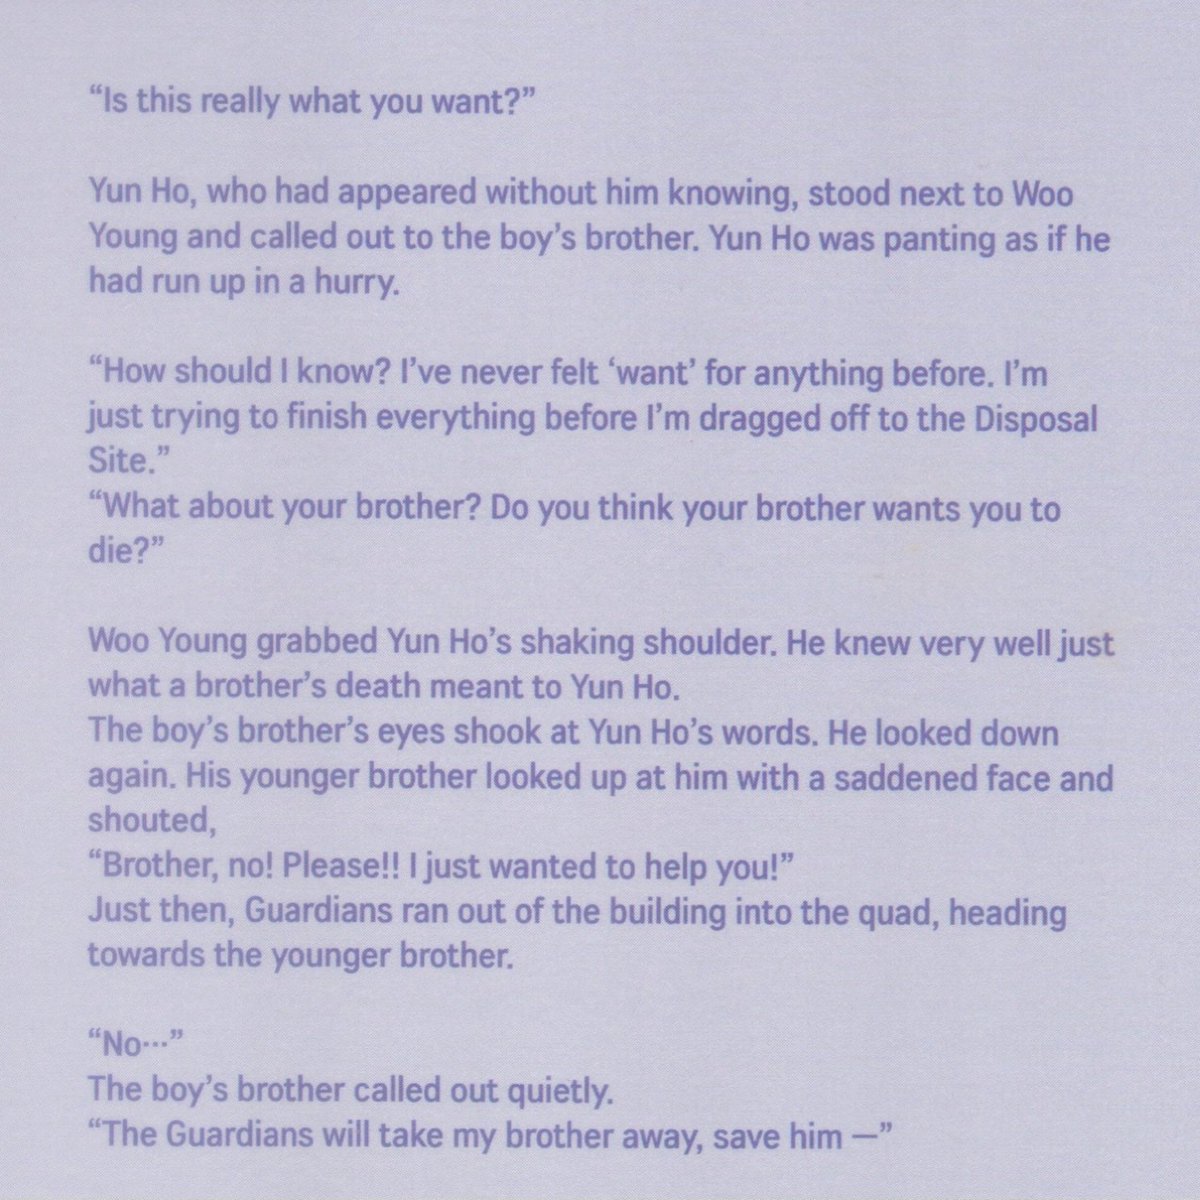 “Is this really what you want?”
Yun Ho, who had appeared without him knowing, stood next to Woo
Young and called out to the boy’s brother. Yun Ho was panting as if he
had run up in a hurry.
“How should I know? I’ve never felt ‘want’ for anything before. I’m
just trying to finish everything before I’m dragged off to the Disposal
Site.”
“What about your brother? Do you think your brother wants you to
die?”
Woo Young grabbed Yun Ho’s shaking shoulder. He knew very well just
what a brother’s death meant to Yun Ho.
The boy’s brother’s eyes shook at Yun Ho’s words. He looked down
again. His younger brother looked up at him with a saddened face and
shouted,
“Brother, no! Please!! I just wanted to help you!”
Just then, Guardians ran out of the building into the quad, heading
towards the younger brother.
“No⋯”
The boy’s brother called out quietly.
“The Guardians will take my brother away, save him —”